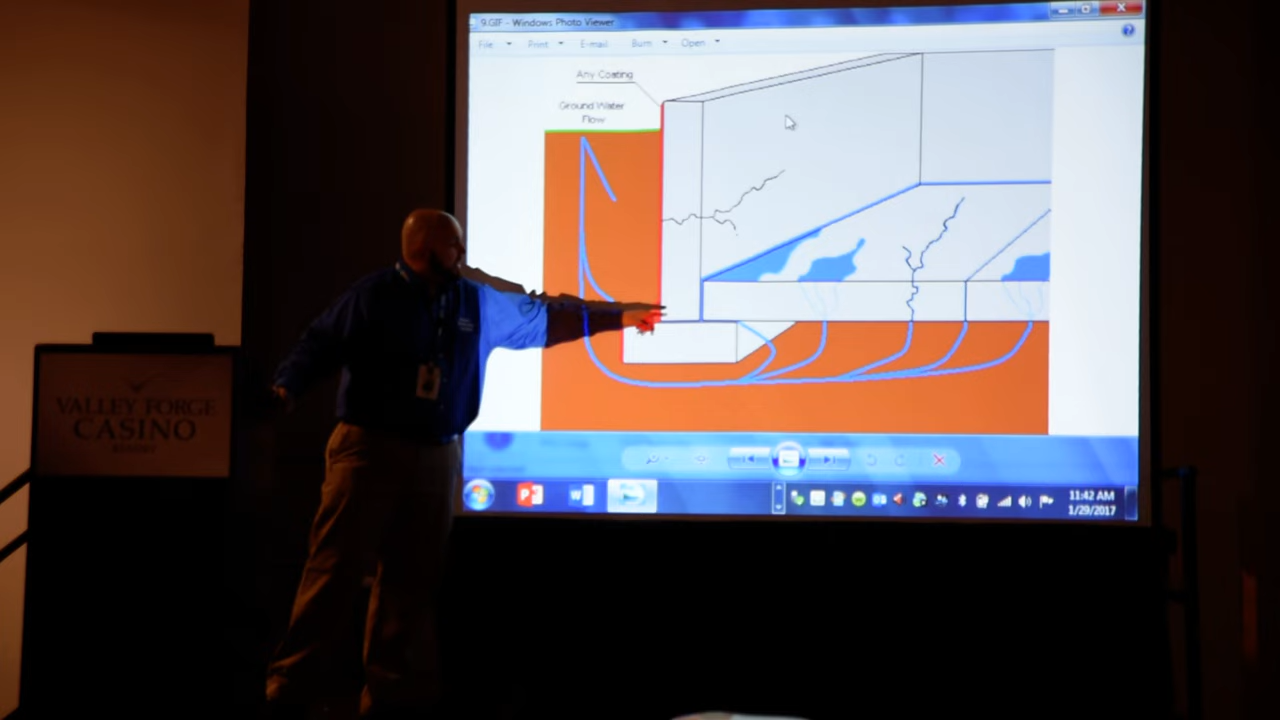 9.GIF - Windows Photo Viewer
File Print E-mail Burn Open
Any Coating
Ground Water
Flow
VALLEY FORGE
CASINO
RESORT
11:42 AM
1/29/2017